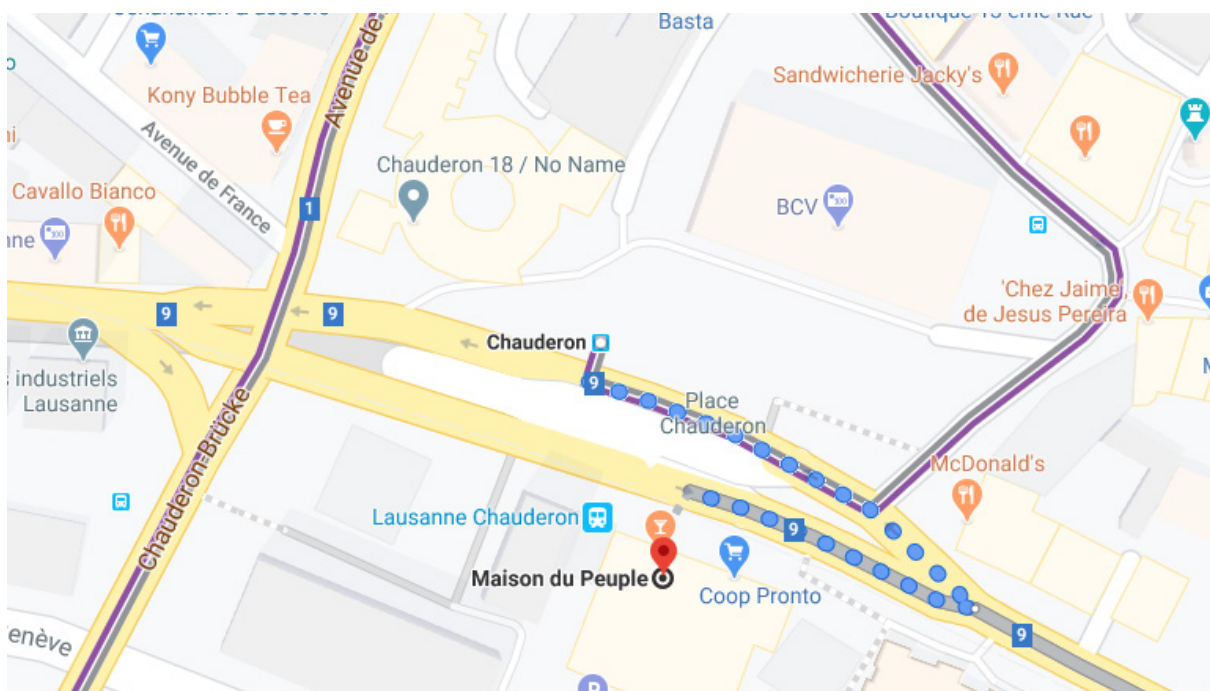 Avenue de
Basta
Boutique 13 ème Rue
Kony Bubble Tea
Sandwicherie Jacky's
Avenue de France
Chauderon 18 / No Name
Cavallo Bianco
BCV
1
'Chez Jaime',
de Jesus Pereira
9
9
Chauderon
9
s industriels
Lausanne
Place
Chauderon
Chauderon-Brücke
McDonald's
Lausanne Chauderon
9
Maison du Peuple
Coop Pronto
9
enève